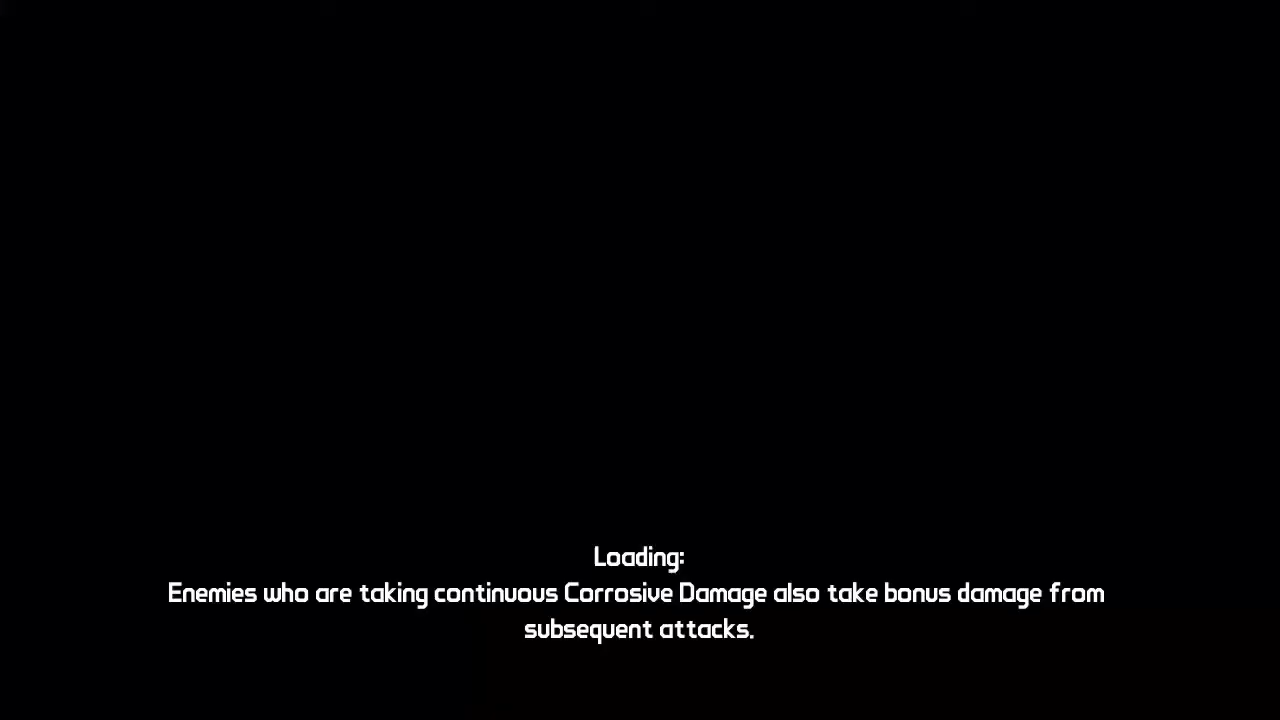 Loading:
Enemies who are taking continuous Corrosive Damage also take bonus damage from
subsequent attacks.